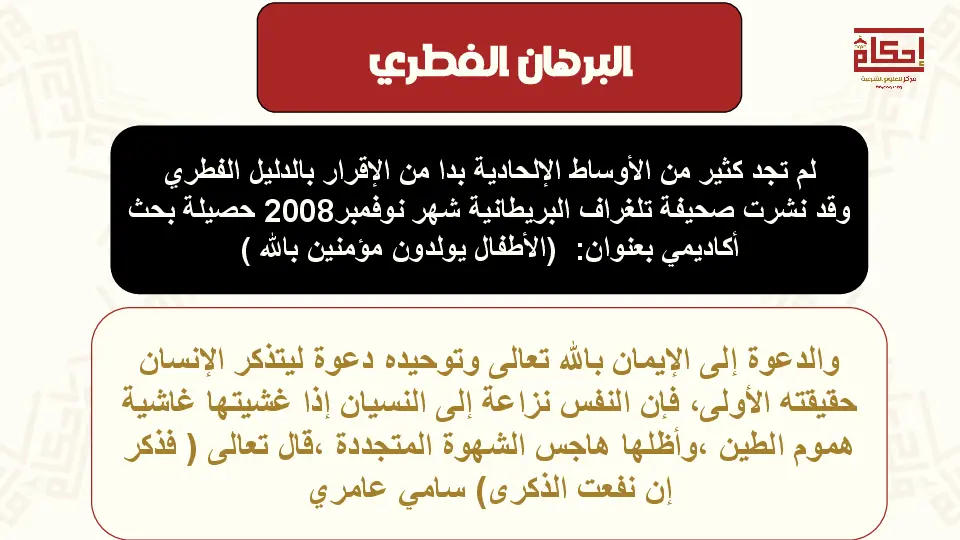 إحكام
مركز للعلوم الشرعية
البرهان الفطري
لم تجد كثير من الأوساط الإلحادية بدا من الإقرار بالدليل الفطري
وقد نشرت صحيفة تلغراف البريطانية شهر نوفمبر2008 حصيلة بحث
أكاديمي بعنوان: (الأطفال يولدون مؤمنين بالله )
والدعوة إلى الإيمان بالله تعالى وتوحيده دعوة ليتذكر الإنسان
حقيقته الأولى، فإن النفس نزاعة إلى النسيان إذا غشيتها غاشية
هموم الطين ،وأظلها هاجس الشهوة المتجددة ،قال تعالى ( فذكر
إن نفعت الذكرى) سامي عامري